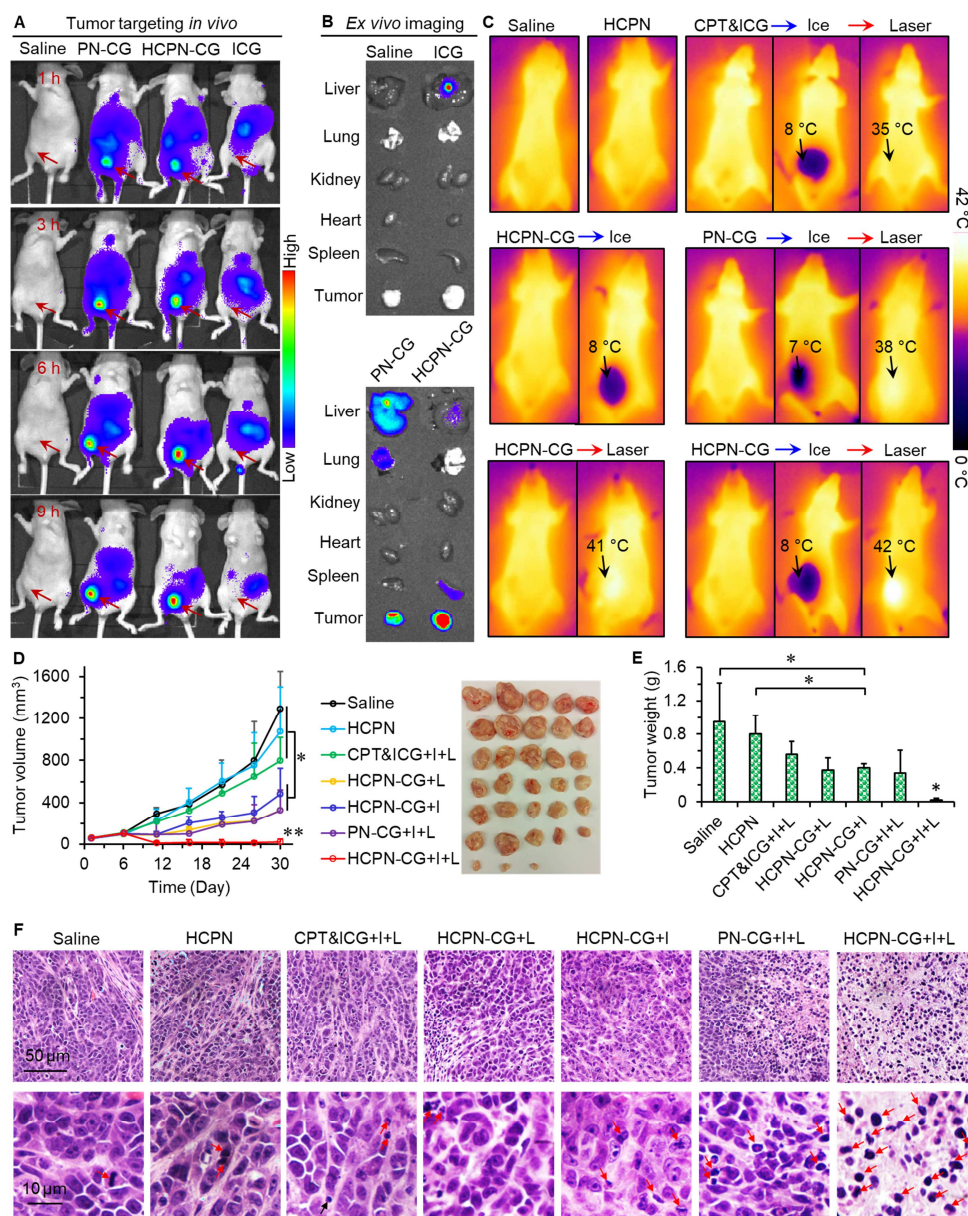 A
Tumor targeting in vivo
Saline PN-CG HCPN-CG ICG
1 h
3 h
6 h
9 h
High
Low
B
Ex vivo imaging
Saline ICG
Liver
Lung
Kidney
Heart
Spleen
Tumor
PN-CG HCPN-CG
Liver
Lung
Kidney
Heart
Spleen
Tumor
C
Saline HCPN CPT&ICG → Ice → Laser
8 °C 35 °C
HCPN-CG → Ice PN-CG → Ice → Laser
8 °C 7 °C 38 °C
HCPN-CG → Laser HCPN-CG → Ice → Laser
41 °C 8 °C 42 °C
42 °C
0 °C
D
Tumor volume (mm³)
1600
1200
800
400
0
1 6 11 16 21 26 30
Time (Day)
*
**
Saline
HCPN
CPT&ICG+I+L
HCPN-CG+L
HCPN-CG+I
PN-CG+I+L
HCPN-CG+I+L
E
Tumor weight (g)
1.6
1.2
0.8
0.4
0
*
*
*
Saline
HCPN
CPT&ICG+I+L
HCPN-CG+L
HCPN-CG+I
PN-CG+I+L
HCPN-CG+I+L
F
Saline HCPN CPT&ICG+I+L HCPN-CG+L HCPN-CG+I PN-CG+I+L HCPN-CG+I+L
50 µm
10 µm